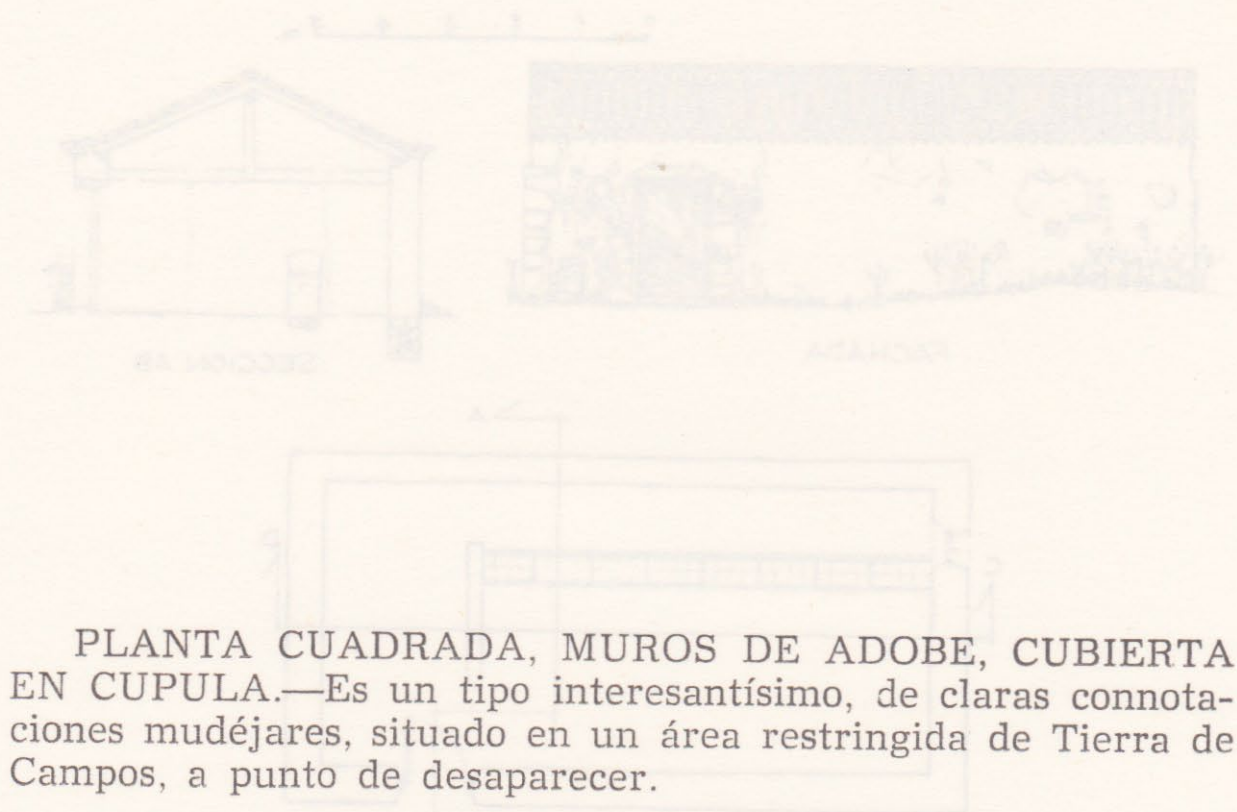 PLANTA CUADRADA, MUROS DE ADOBE, CUBIERTA
EN CUPULA.—Es un tipo interesantísimo, de claras connota-
ciones mudéjares, situado en un área restringida de Tierra de
Campos, a punto de desaparecer.